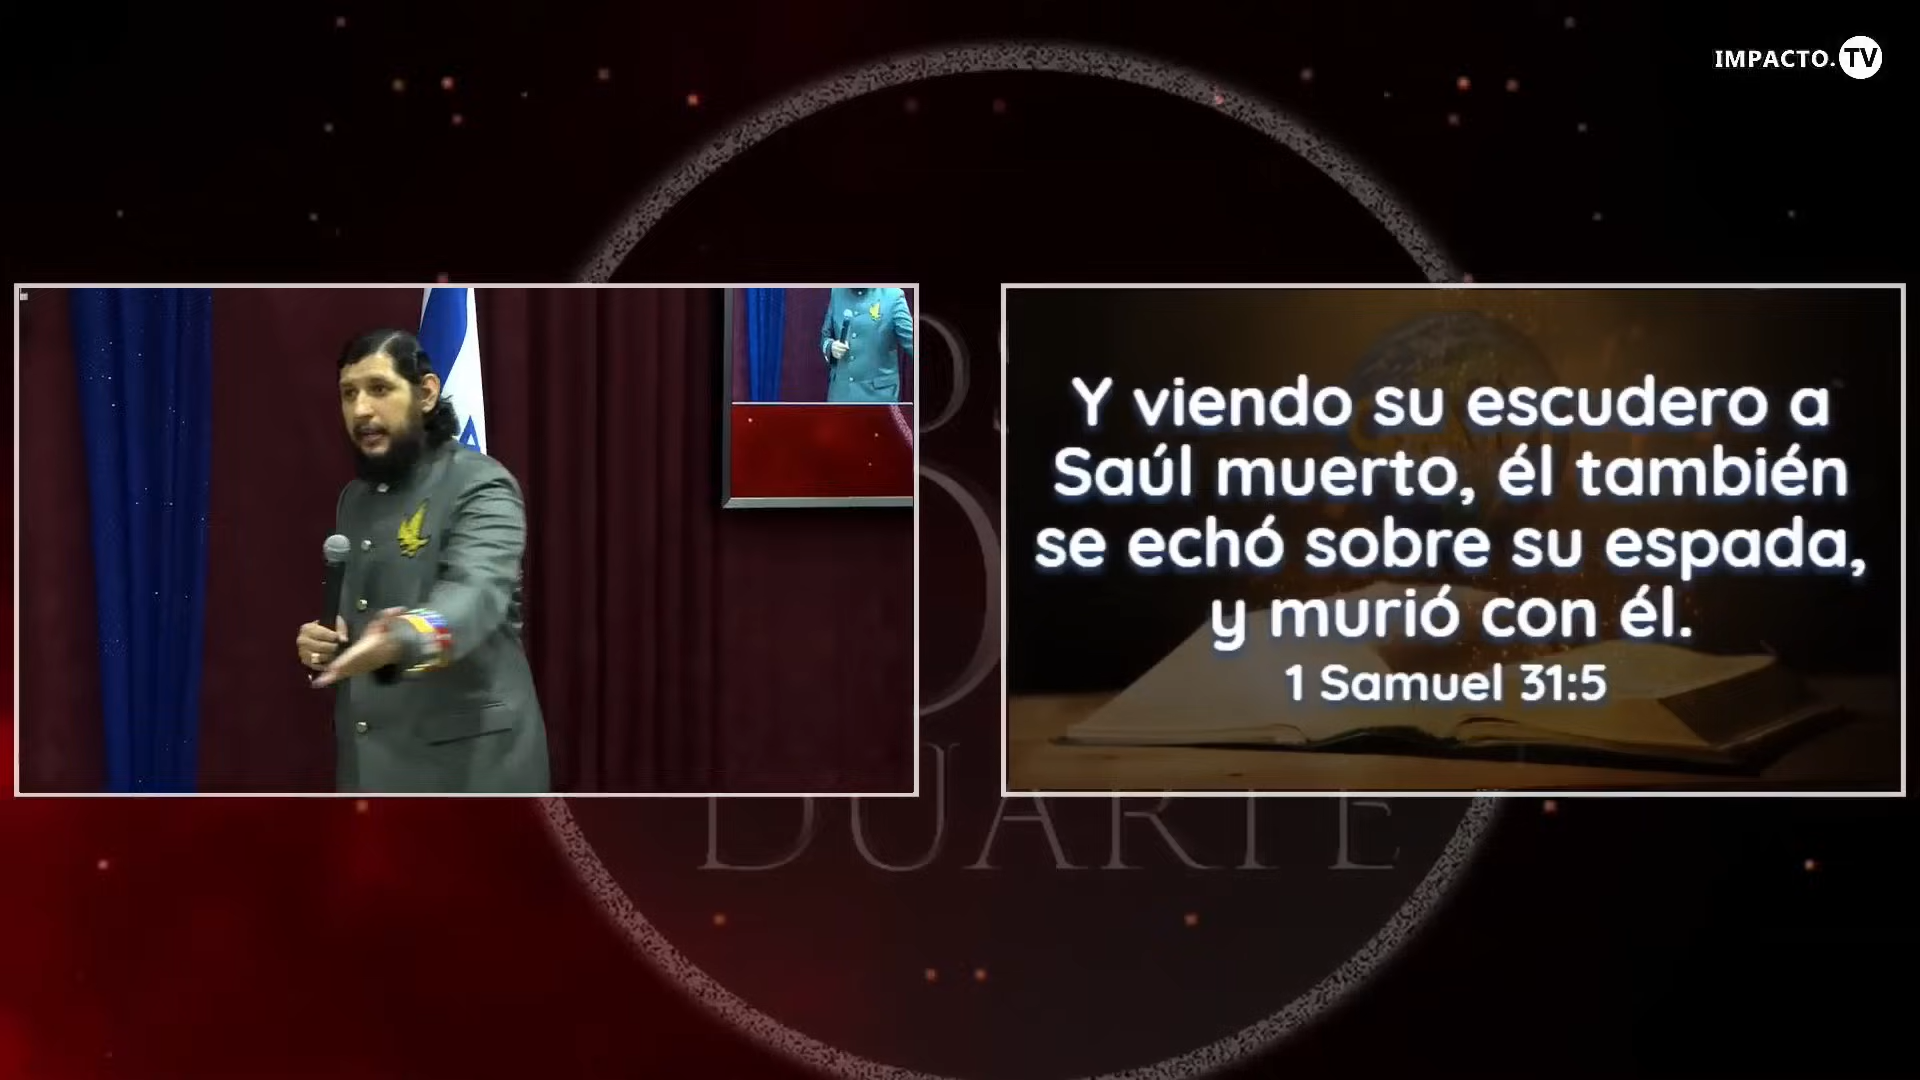 IMPACTO.TV
Y viendo su escudero a
Saúl muerto, él también
se echó sobre su espada,
y murió con él.
1 Samuel 31:5
DUARTE